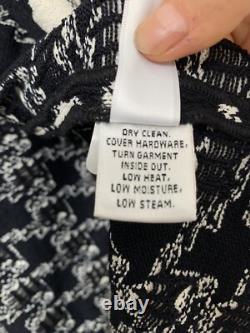 DRY CLEAN.
COVER HARDWARE,
TURN GARMENT
INSIDE OUT.
LOW HEAT,
LOW MOISTURE,
LOW STEAM.